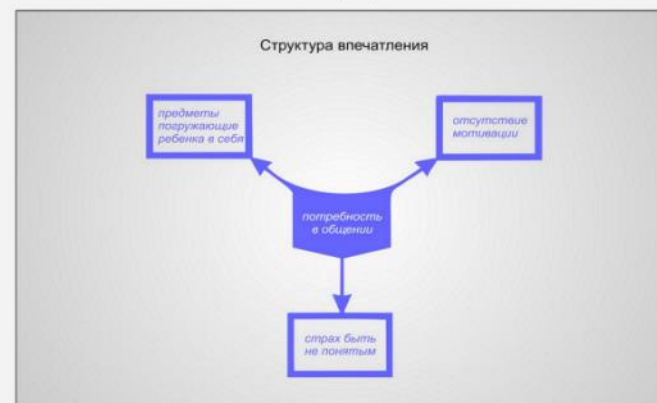 Структура впечатления
предметы
погружающие
ребенка в себя
отсутствие
мотивации
потребность
в общении
страх быть
не понятым